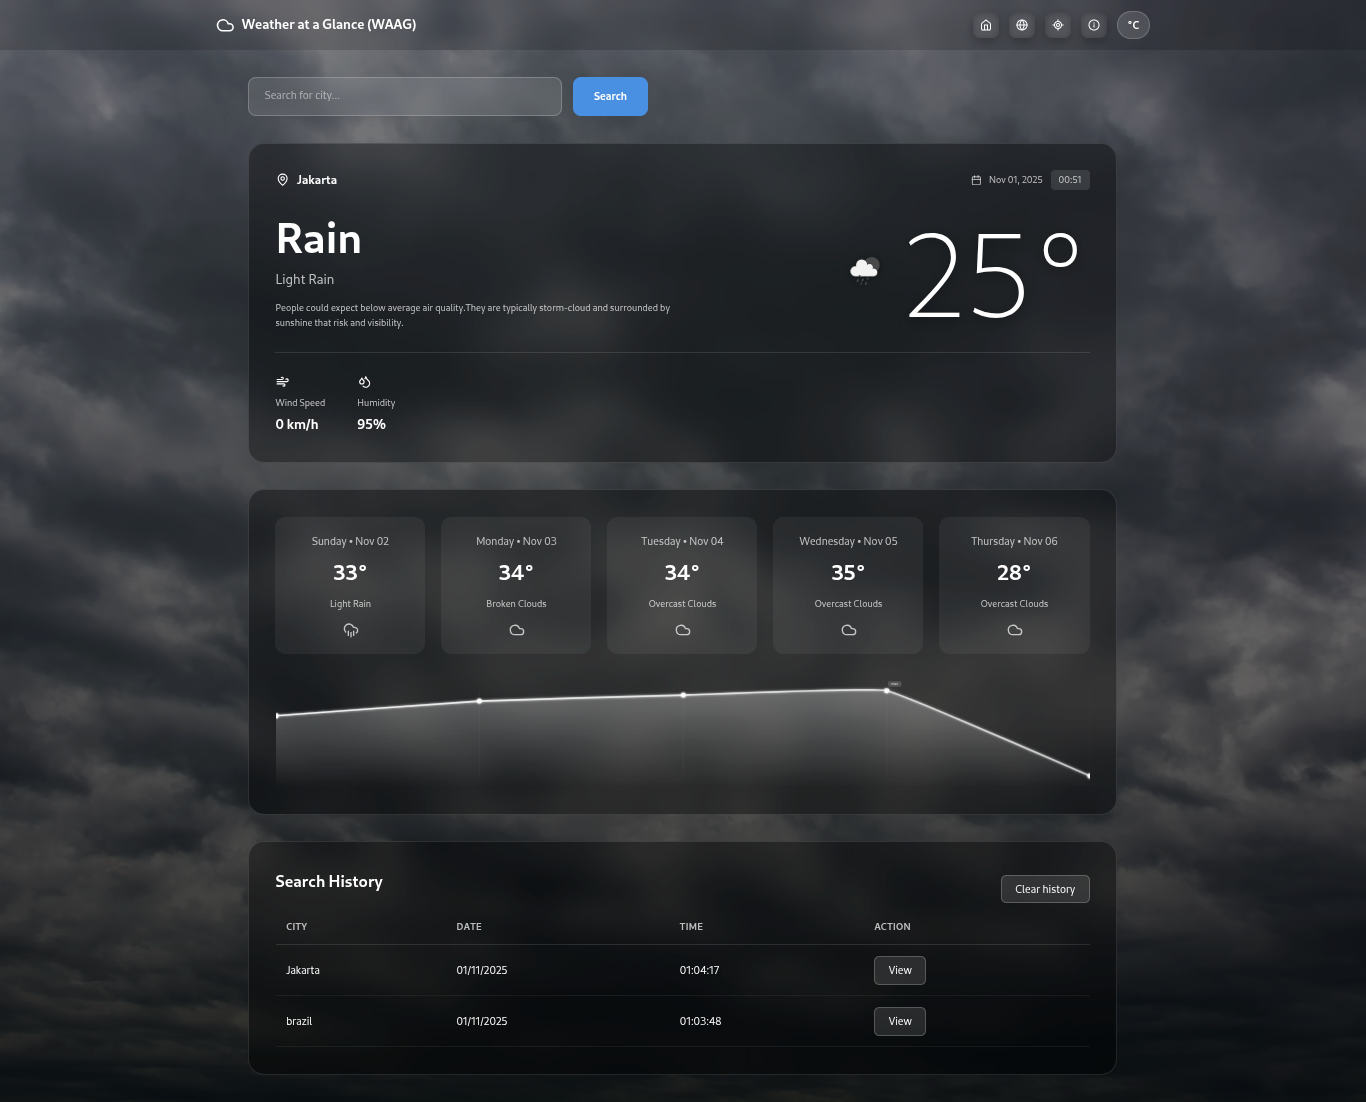 Weather at a Glance (WAAG)
°C
Search for city...
Search
Jakarta
Nov 01, 2025
00:51
Rain
Light Rain
25°
People could expect below average air quality.They are typically storm-cloud and surrounded by
sunshine that risk and visibility.
Wind Speed
Humidity
0 km/h
95%
Sunday • Nov 02
33°
Light Rain
Monday • Nov 03
34°
Broken Clouds
Tuesday • Nov 04
34°
Overcast Clouds
Wednesday • Nov 05
35°
Overcast Clouds
Thursday • Nov 06
28°
Overcast Clouds
Search History
Clear history
CITY DATE TIME ACTION
Jakarta 01/11/2025 01:04:17 View
brazil 01/11/2025 01:03:48 View